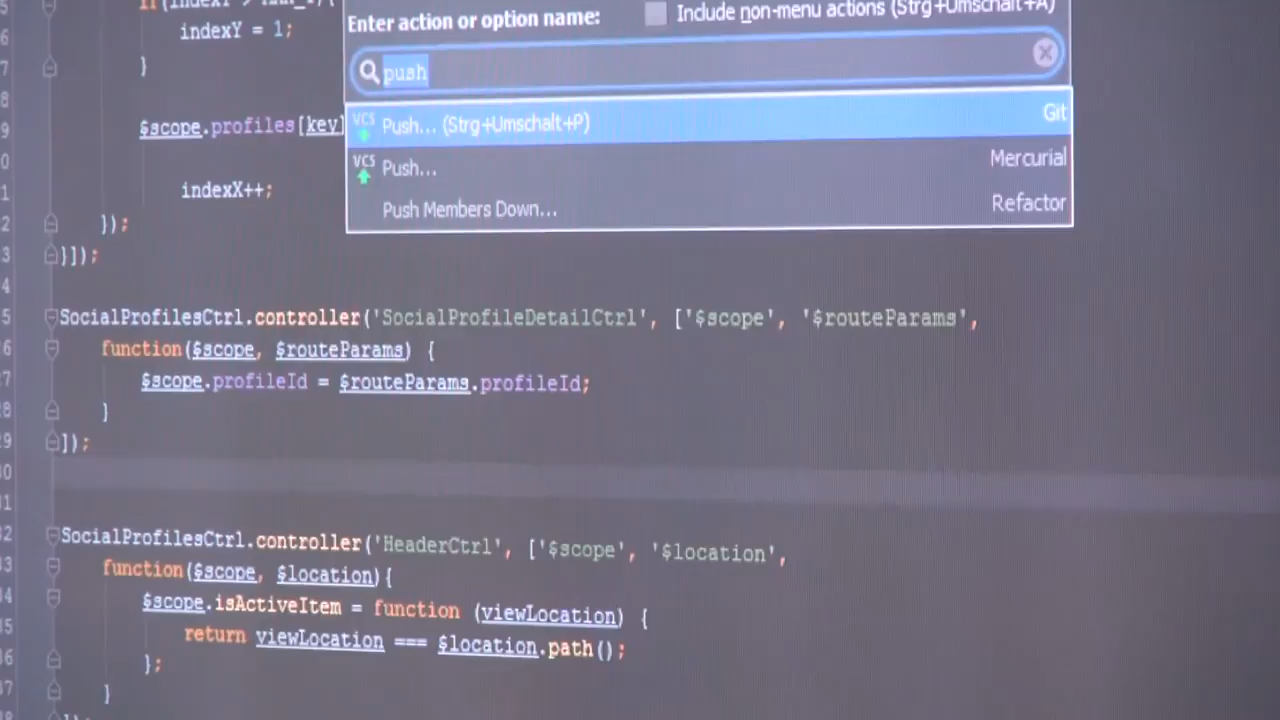 Enter action or option name: Include non-menu actions (Strg+Umschalt+A)
push
Push... (Strg+Umschalt+P) Git
Push... Mercurial
Push Members Down... Refactor
VCS
VCS
indexY = 1;
}
$scope.profiles[key]
indexX++;
});
}]);
SocialProfilesCtrl.controller('SocialProfileDetailCtrl', ['$scope', '$routeParams',
function($scope, $routeParams) {
$scope.profileId = $routeParams.profileId;
}
]);
SocialProfilesCtrl.controller('HeaderCtrl', ['$scope', '$location',
function($scope, $location){
$scope.isActiveItem = function (viewLocation) {
return viewLocation === $location.path();
};
}